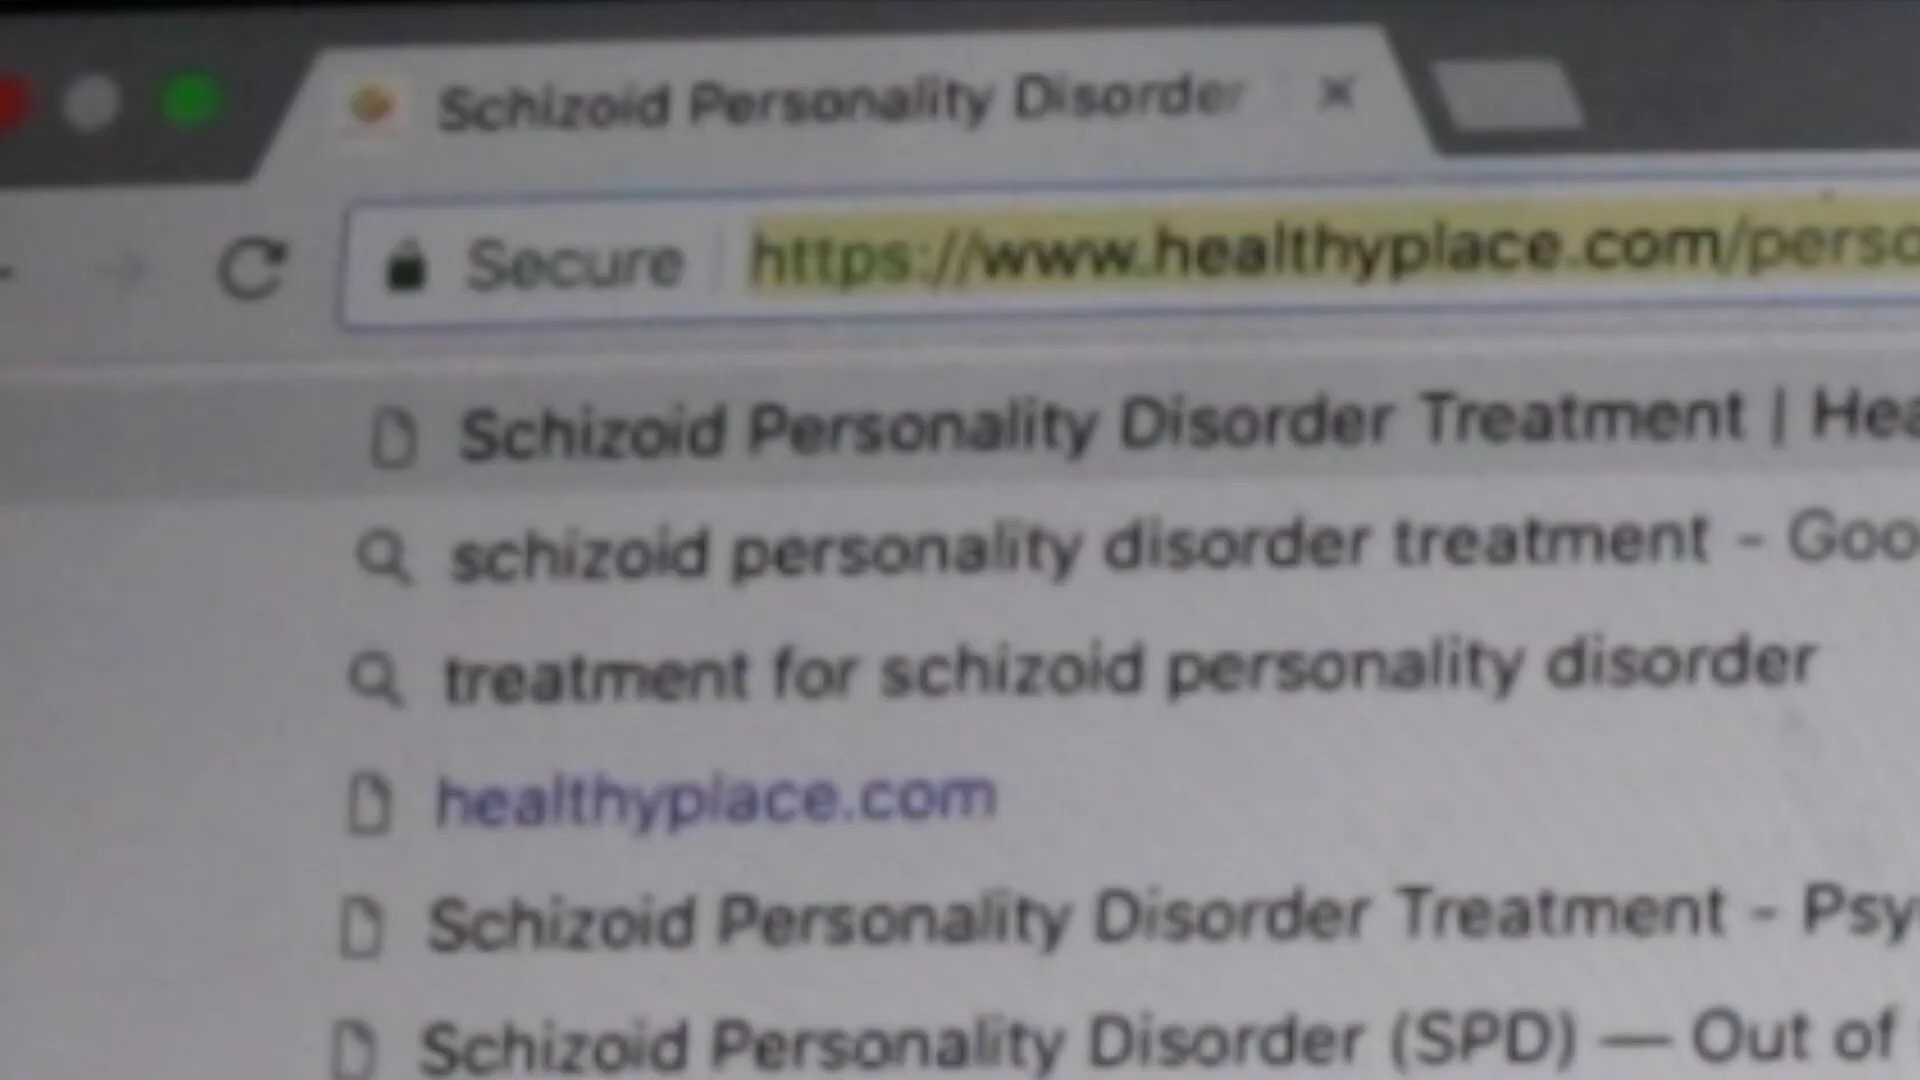 Schizoid Personality Disorder
Secure https://www.healthyplace.com/perso
Schizoid Personality Disorder Treatment | Hea
schizoid personality disorder treatment - Goo
treatment for schizoid personality disorder
healthyplace.com
Schizoid Personality Disorder Treatment - Psy
Schizoid Personality Disorder (SPD) — Out of